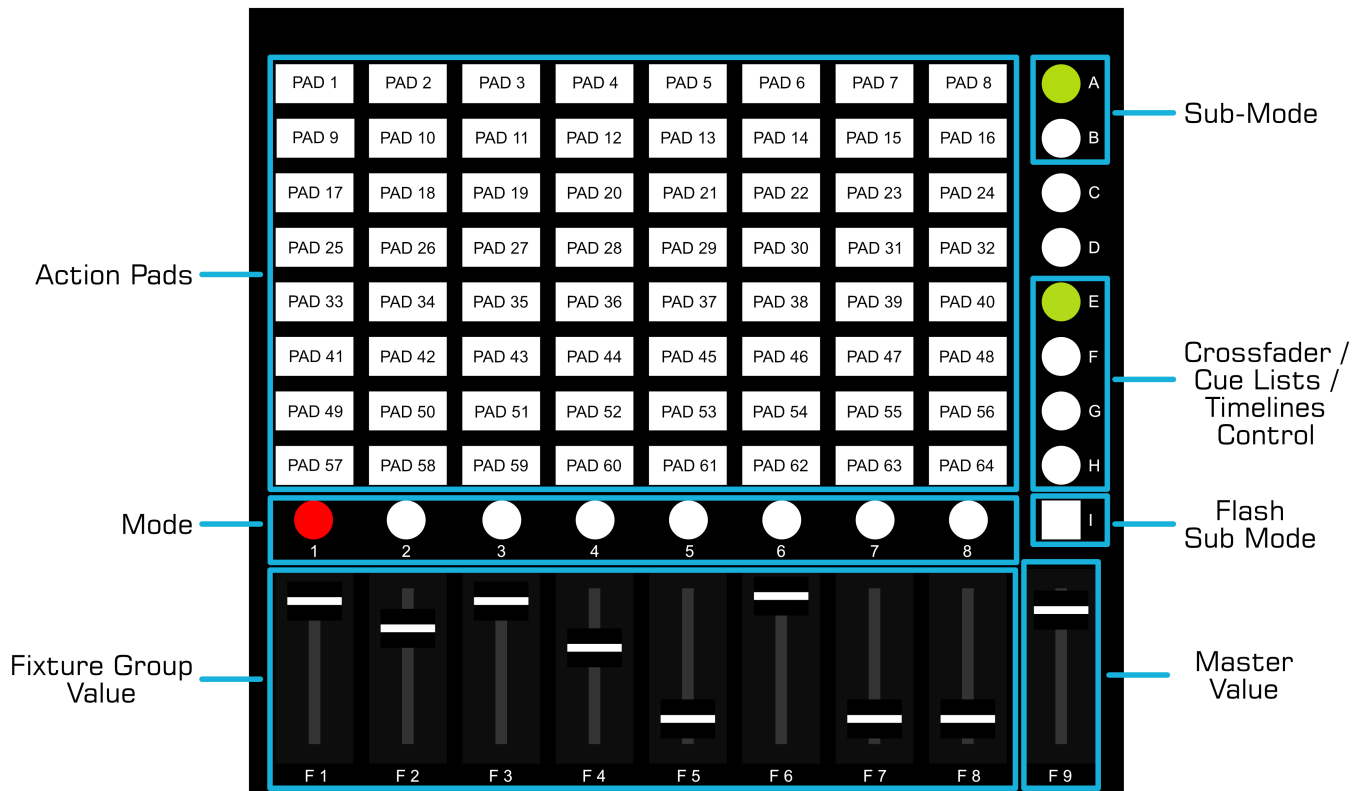 PAD 1 PAD 2 PAD 3 PAD 4 PAD 5 PAD 6 PAD 7 PAD 8 A
Sub-Mode
PAD 9 PAD 10 PAD 11 PAD 12 PAD 13 PAD 14 PAD 15 PAD 16 B
PAD 17 PAD 18 PAD 19 PAD 20 PAD 21 PAD 22 PAD 23 PAD 24 C
PAD 25 PAD 26 PAD 27 PAD 28 PAD 29 PAD 30 PAD 31 PAD 32 D
Action Pads
PAD 33 PAD 34 PAD 35 PAD 36 PAD 37 PAD 38 PAD 39 PAD 40 E
PAD 41 PAD 42 PAD 43 PAD 44 PAD 45 PAD 46 PAD 47 PAD 48 F
Crossfader /
Cue Lists /
Timelines
Control
PAD 49 PAD 50 PAD 51 PAD 52 PAD 53 PAD 54 PAD 55 PAD 56 G
PAD 57 PAD 58 PAD 59 PAD 60 PAD 61 PAD 62 PAD 63 PAD 64 H
Mode
1 2 3 4 5 6 7 8 I
Flash
Sub Mode
Fixture Group
Value
Master
Value
F 1 F 2 F 3 F 4 F 5 F 6 F 7 F 8 F 9